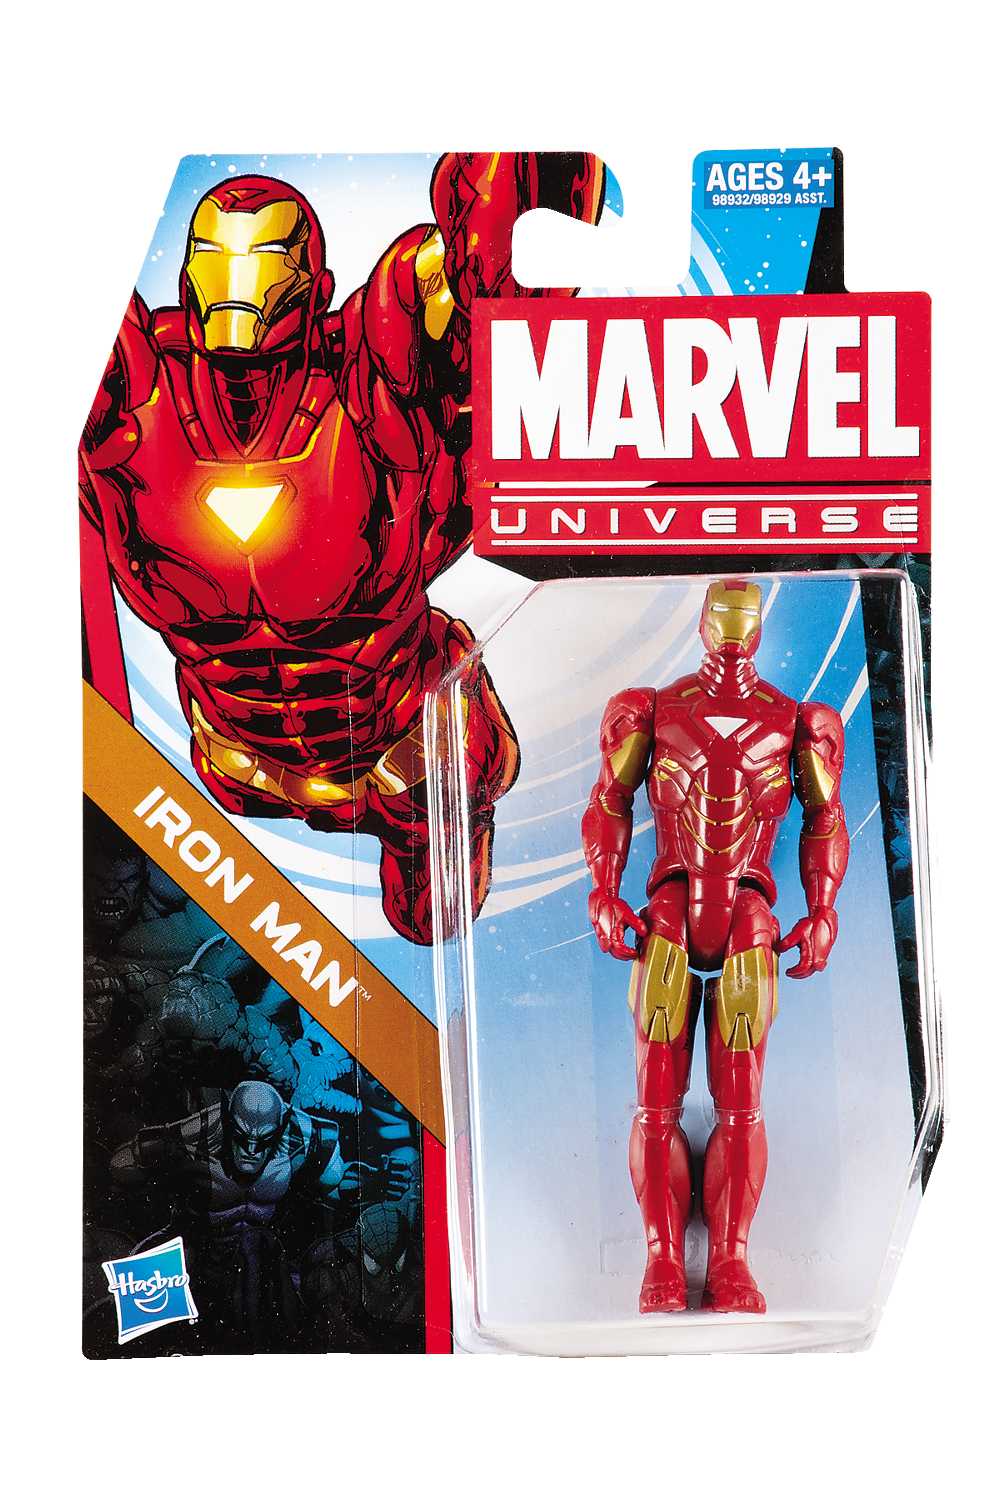 AGES 4+
98932/98929 ASST.
MARVEL
UNIVERSE
IRON MAN™
Hasbro®